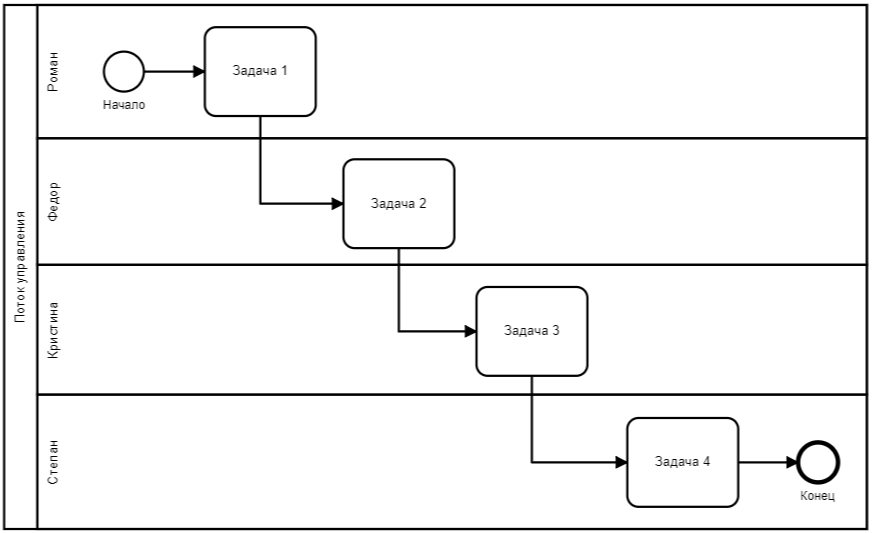 Поток управления
Роман
Начало
Задача 1
Федор
Задача 2
Кристина
Задача 3
Степан
Задача 4
Конец